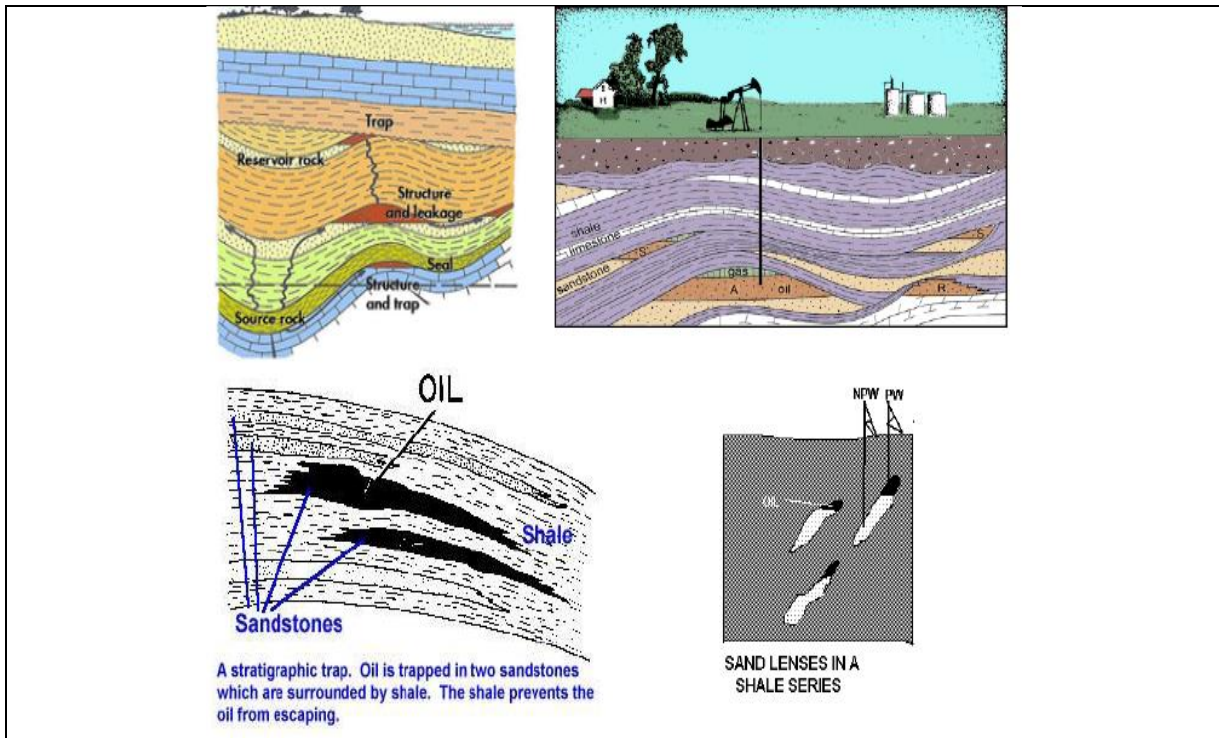 Trap
Reservoir rock
Structure
and leakage
Seal
Structure
and trap
Source rock
shale
limestone
sandstone
S
S
gas
A oil
R
OIL
Shale
Sandstones
A stratigraphic trap. Oil is trapped in two sandstones
which are surrounded by shale. The shale prevents the
oil from escaping.
NPW PW
OIL
SAND LENSES IN A
SHALE SERIES